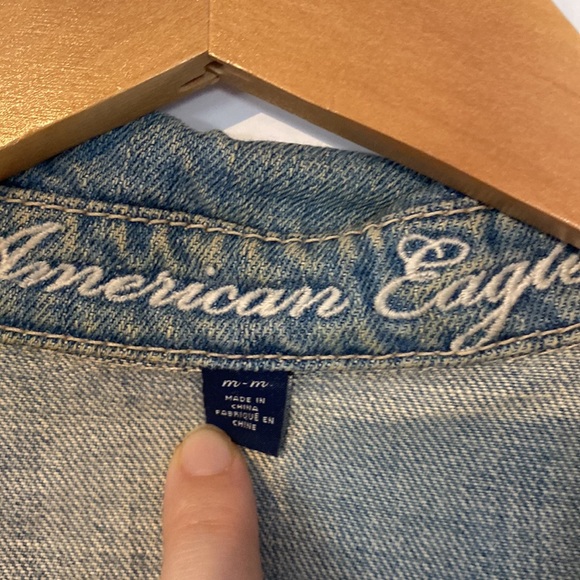 American Eagle
m-m
MADE IN
CHINA
FABRIQUÉ EN
CHINE